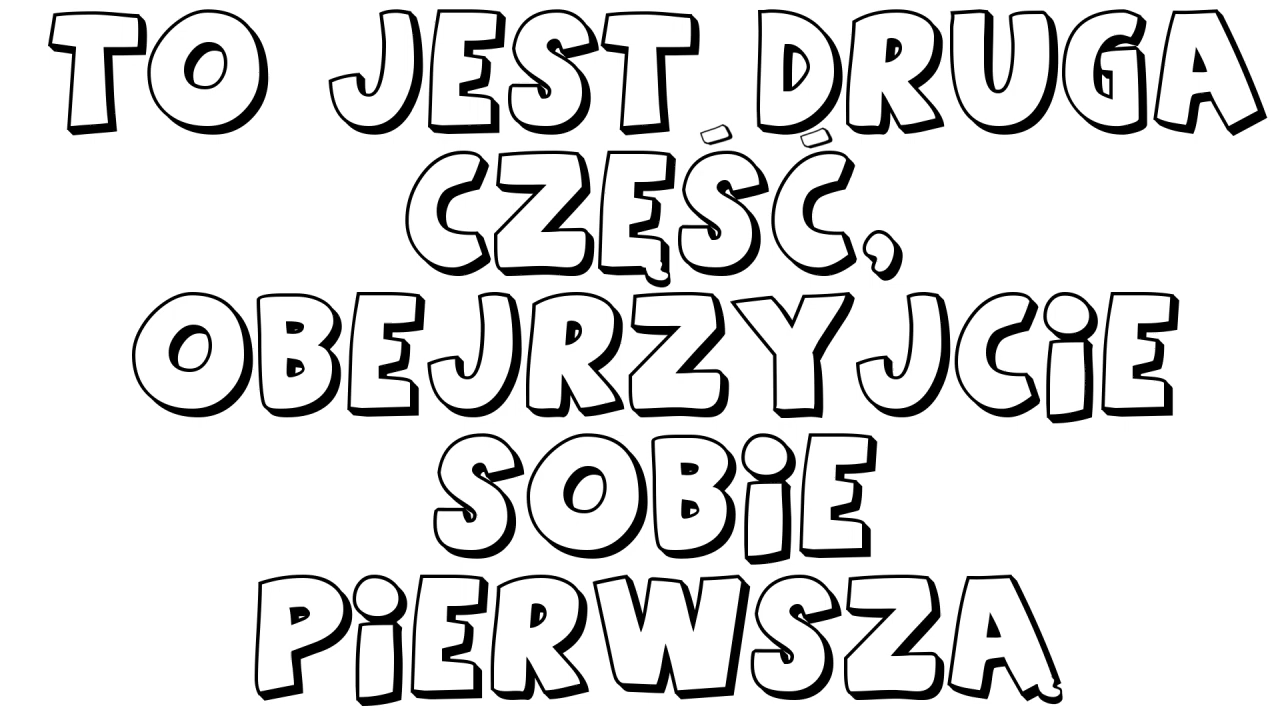 TO JEST DRUGA
CZĘŚĆ,
OBEJRZYJCiE
SOBiE
PiERWSZĄ